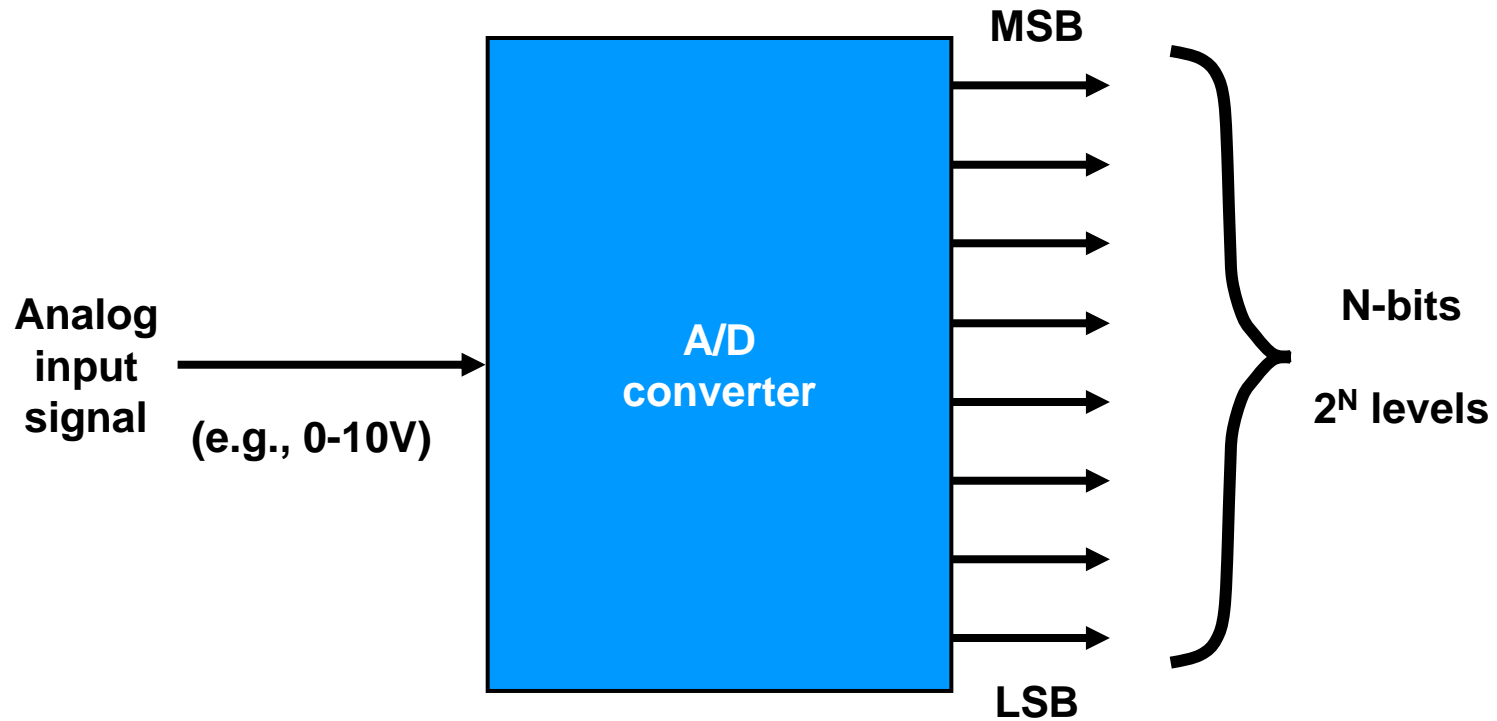 MSB
Analog
input
signal
(e.g., 0-10V)
A/D
converter
N-bits
2ᴺ levels
LSB